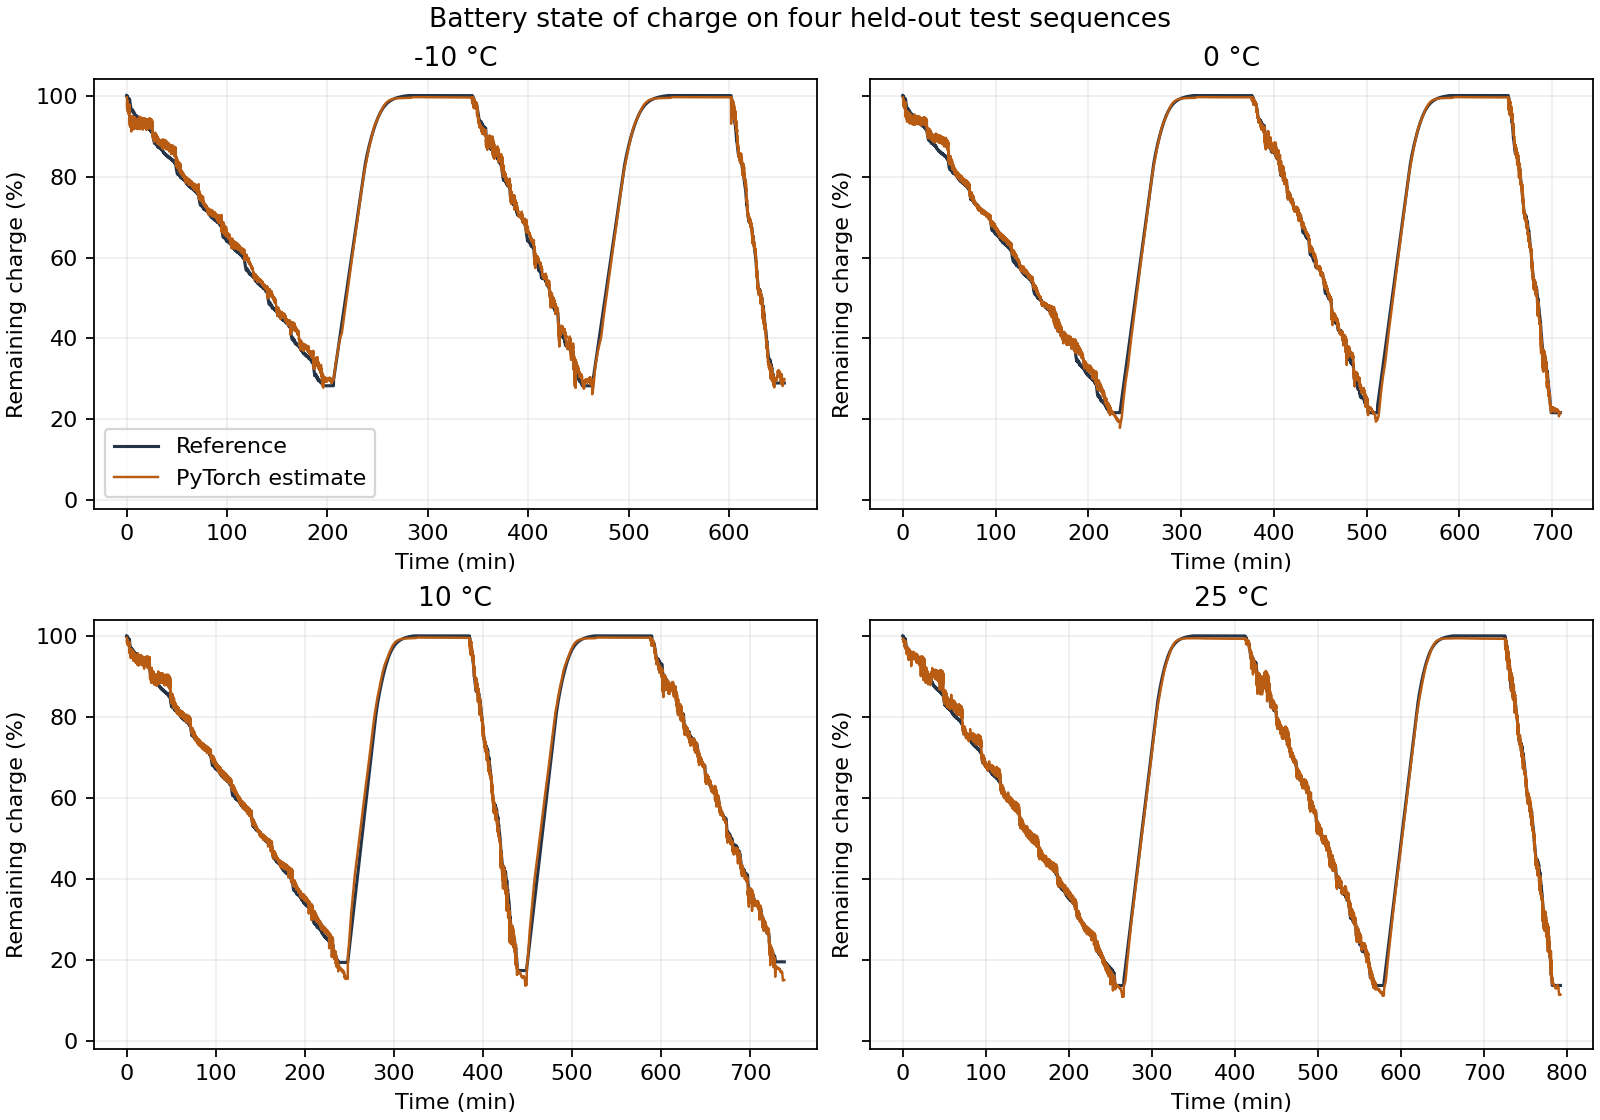 Battery state of charge on four held-out test sequences
-10 °C
100
80
60
40
20
0
Remaining charge (%)
Reference
PyTorch estimate
0 100 200 300 400 500 600
Time (min)
0 °C
Remaining charge (%)
0 100 200 300 400 500 600 700
Time (min)
10 °C
100
80
60
40
20
0
Remaining charge (%)
0 100 200 300 400 500 600 700
Time (min)
25 °C
Remaining charge (%)
0 100 200 300 400 500 600 700 800
Time (min)